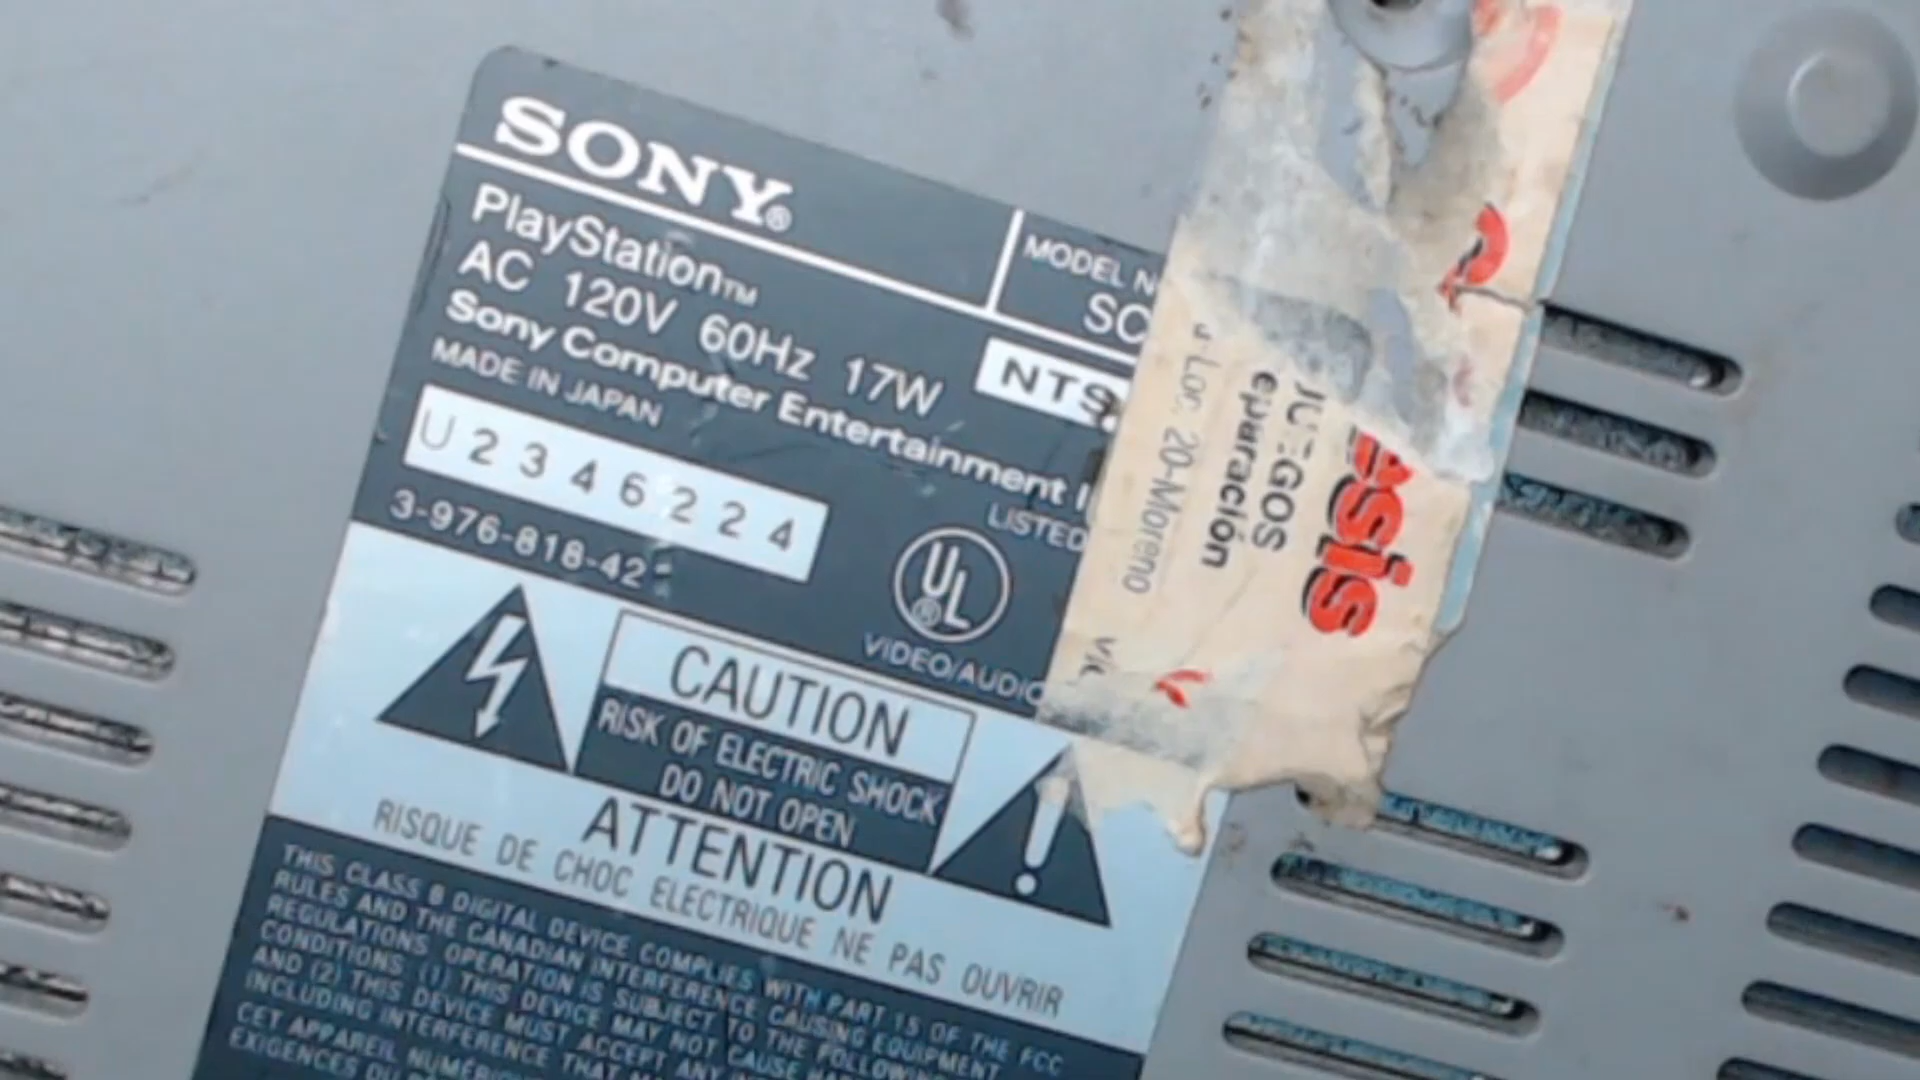 SONY®
MODEL
PlayStation™
AC 120V 60Hz 17W
Sony Computer Entertainment
MADE IN JAPAN
U2346224
3-976-818-42
LISTED
UL®
VIDEO/AUDIO
CAUTION
RISK OF ELECTRIC SHOCK
DO NOT OPEN
ATTENTION
RISQUE DE CHOC ELECTRIQUE NE PAS OUVRIR
THIS CLASS B DIGITAL DEVICE COMPLIES WITH PART 15 OF THE FCC
RULES AND THE CANADIAN INTERFERENCE CAUSING EQUIPMENT
REGULATIONS. OPERATION IS SUBJECT TO THE FOLLOWING
CONDITIONS: (1) THIS DEVICE MAY NOT CAUSE
AND (2) THIS DEVICE MUST ACCEPT ANY
INCLUDING INTERFERENCE THAT
CET APPAREIL
EXIGENCES DU
esis
eparación
Loc. 20-Moreno